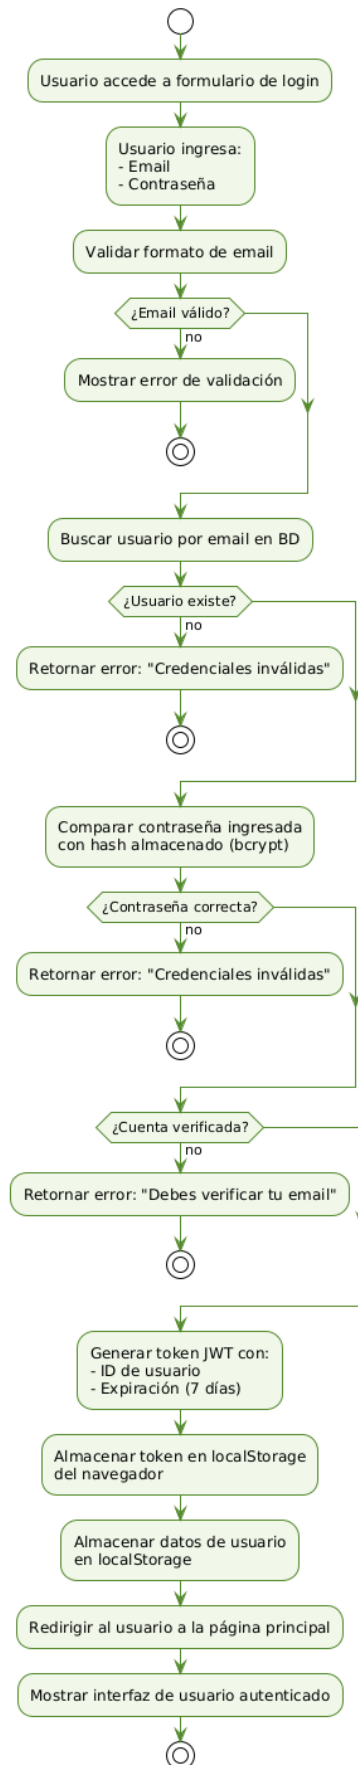 Usuario accede a formulario de login
Usuario ingresa:
- Email
- Contraseña
Validar formato de email
¿Email válido?
no
Mostrar error de validación
Buscar usuario por email en BD
¿Usuario existe?
no
Retornar error: "Credenciales inválidas"
Comparar contraseña ingresada
con hash almacenado (bcrypt)
¿Contraseña correcta?
no
Retornar error: "Credenciales inválidas"
¿Cuenta verificada?
no
Retornar error: "Debes verificar tu email"
Generar token JWT con:
- ID de usuario
- Expiración (7 días)
Almacenar token en localStorage
del navegador
Almacenar datos de usuario
en localStorage
Redirigir al usuario a la página principal
Mostrar interfaz de usuario autenticado